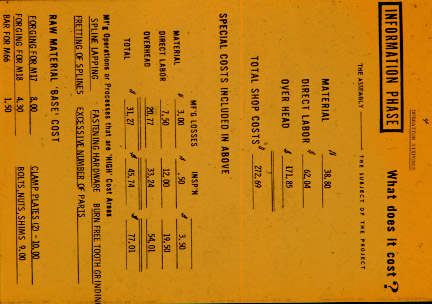 4
OPERATION SUSPENSE
INFORMATION PHASE What does it cost?
THE ASSEMBLY THE SUBJECT OF THE PROJECT
MATERIAL $ 38.80
DIRECT LABOR 62.04
OVER HEAD $ 171.85
TOTAL SHOP COSTS $ 272.69
SPECIAL COSTS INCLUDED IN ABOVE
MF'G LOSSES INSP'N
MATERIAL $ 3.00 $ .50 $ 3.50
DIRECT LABOR 7.50 12.00 19.50
OVERHEAD 20.77 33.24 54.01
TOTAL $ 31.27 $ 45.74 $ 77.01
Mf'g Operations or Processes that are 'HIGH' Cost Areas
SPLINE LAPPING FASTENING HARDWARE BURN FREE TOOTH GRINDING
FRETTING OF SPLINES EXCESSIVE NUMBER OF PARTS
RAW MATERIAL 'BASE' COST
FORGING FOR M17 8.00 CLAMP PLATES (2) - 10.00
FORGING FOR M18 4.30 BOLTS, NUTS, SHIMS 9.00
BAR FOR M66 1.50